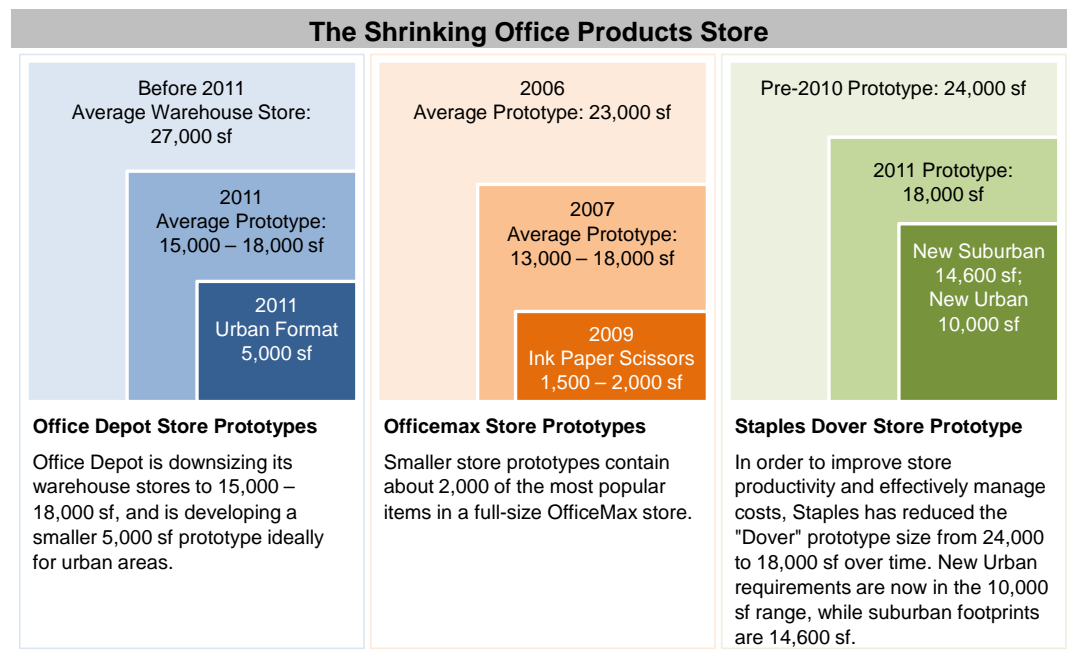 The Shrinking Office Products Store
Before 2011
Average Warehouse Store:
27,000 sf
2011
Average Prototype:
15,000 – 18,000 sf
2011
Urban Format
5,000 sf
Office Depot Store Prototypes
Office Depot is downsizing its
warehouse stores to 15,000 –
18,000 sf, and is developing a
smaller 5,000 sf prototype ideally
for urban areas.
2006
Average Prototype: 23,000 sf
2007
Average Prototype:
13,000 – 18,000 sf
2009
Ink Paper Scissors
1,500 – 2,000 sf
Officemax Store Prototypes
Smaller store prototypes contain
about 2,000 of the most popular
items in a full-size OfficeMax store.
Pre-2010 Prototype: 24,000 sf
2011 Prototype:
18,000 sf
New Suburban
14,600 sf;
New Urban
10,000 sf
Staples Dover Store Prototype
In order to improve store
productivity and effectively manage
costs, Staples has reduced the
"Dover" prototype size from 24,000
to 18,000 sf over time. New Urban
requirements are now in the 10,000
sf range, while suburban footprints
are 14,600 sf.